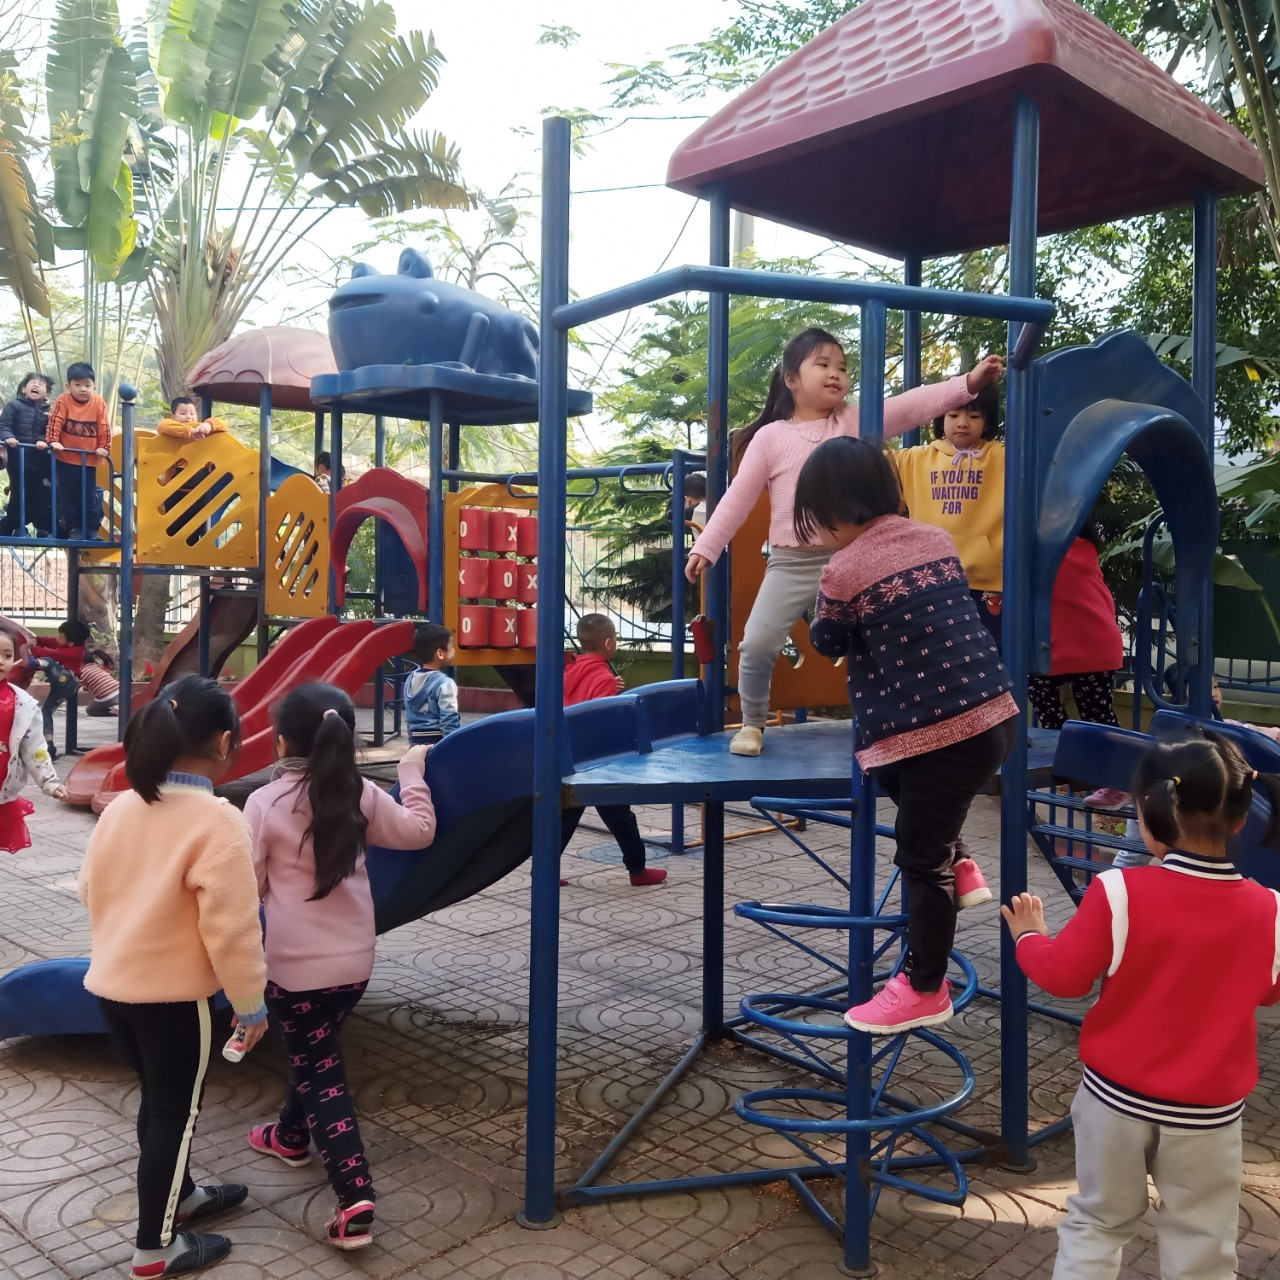 IF YOU'RE
WAITING
FOR
O X
X O X
O X